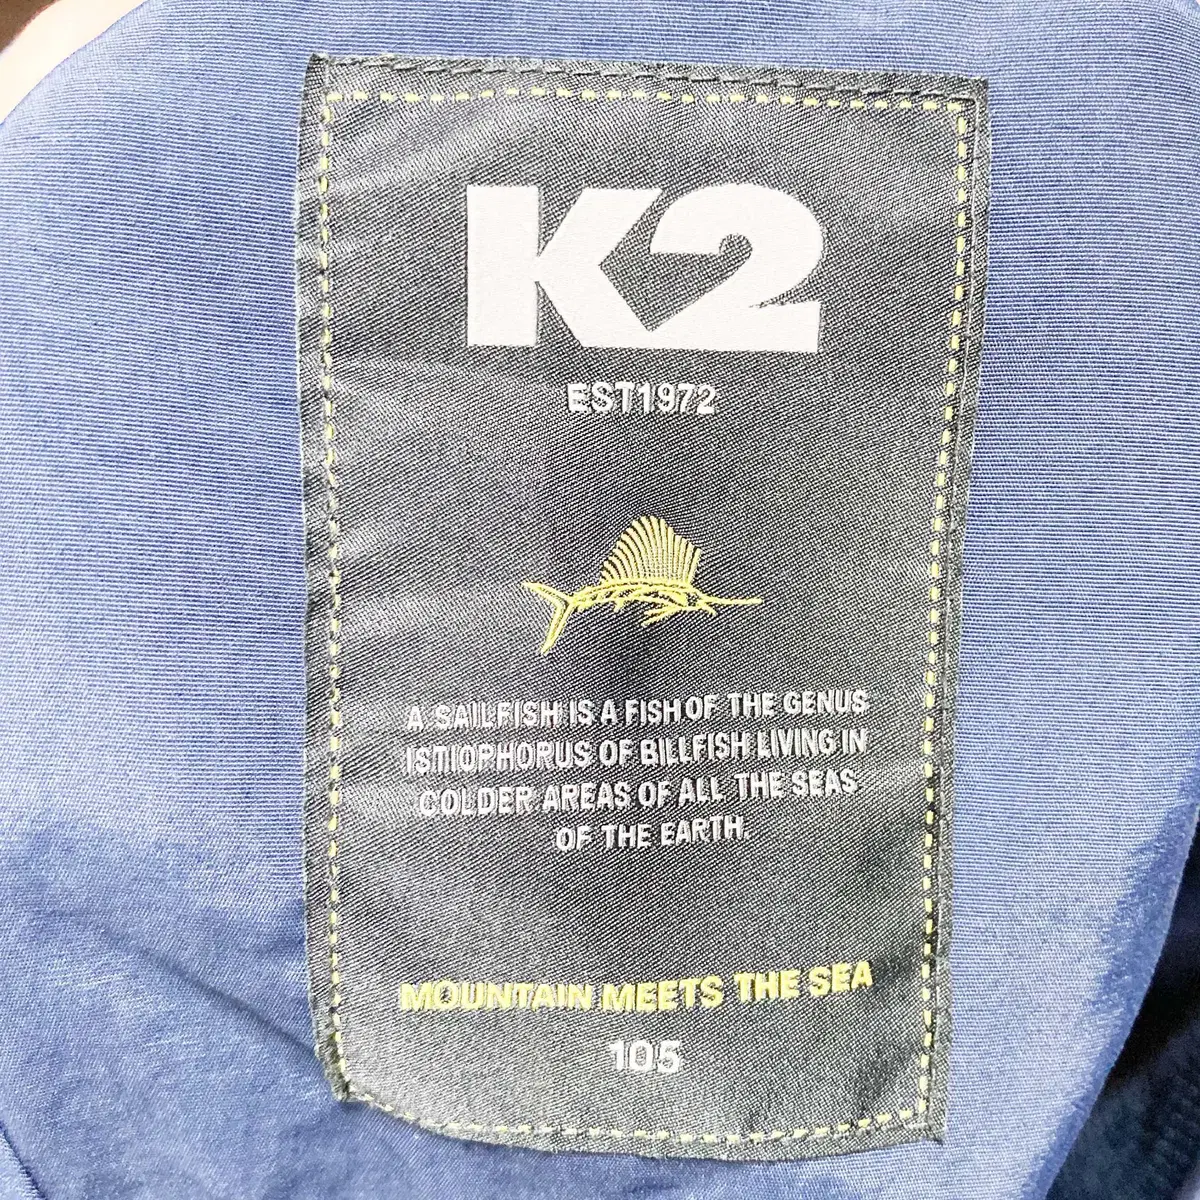 K2
EST1972
A SAILFISH IS A FISH OF THE GENUS
ISTIOPHORUS OF BILLFISH LIVING IN
COLDER AREAS OF ALL THE SEAS
OF THE EARTH.
MOUNTAIN MEETS THE SEA
105